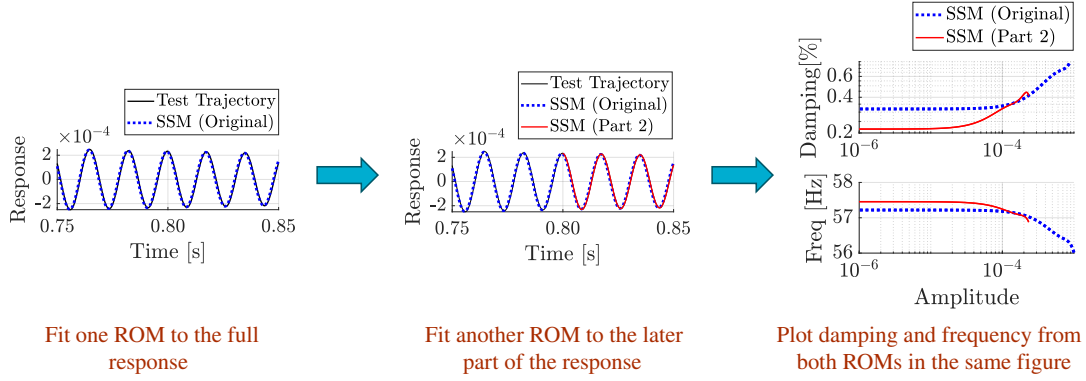 Test Trajectory
SSM (Original)
×10⁻⁴
2
0
-2
Response
0.75
0.80
0.85
Time [s]
Fit one ROM to the full
response
Test Trajectory
SSM (Original)
SSM (Part 2)
×10⁻⁴
2
0
-2
Response
0.75
0.80
0.85
Time [s]
Fit another ROM to the later
part of the response
SSM (Original)
SSM (Part 2)
Damping[%]
0.6
0.4
0.2
10⁻⁶
10⁻⁴
Freq [Hz]
58
57
56
10⁻⁶
10⁻⁴
Amplitude
Plot damping and frequency from
both ROMs in the same figure